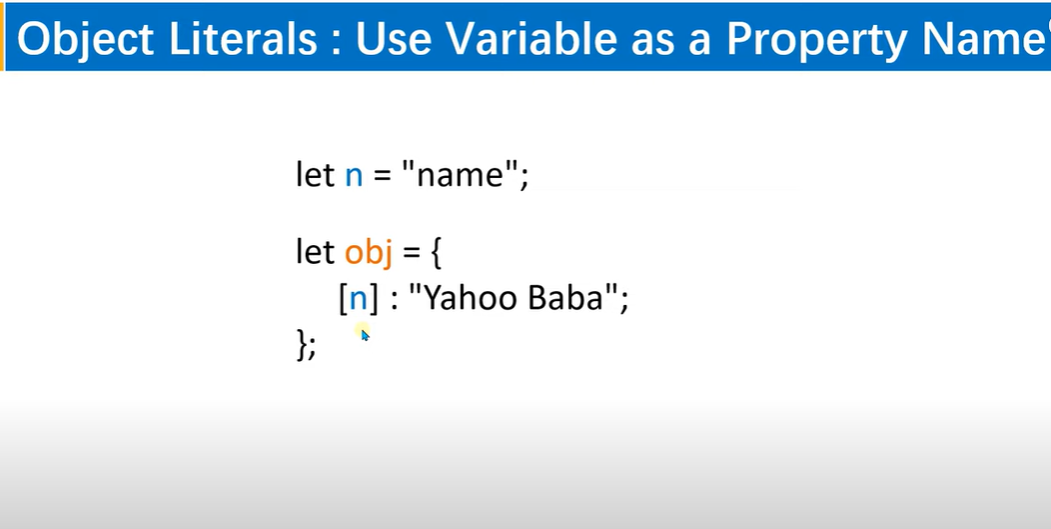 Object Literals : Use Variable as a Property Name
let n = "name";
let obj = {
[n] : "Yahoo Baba";
};